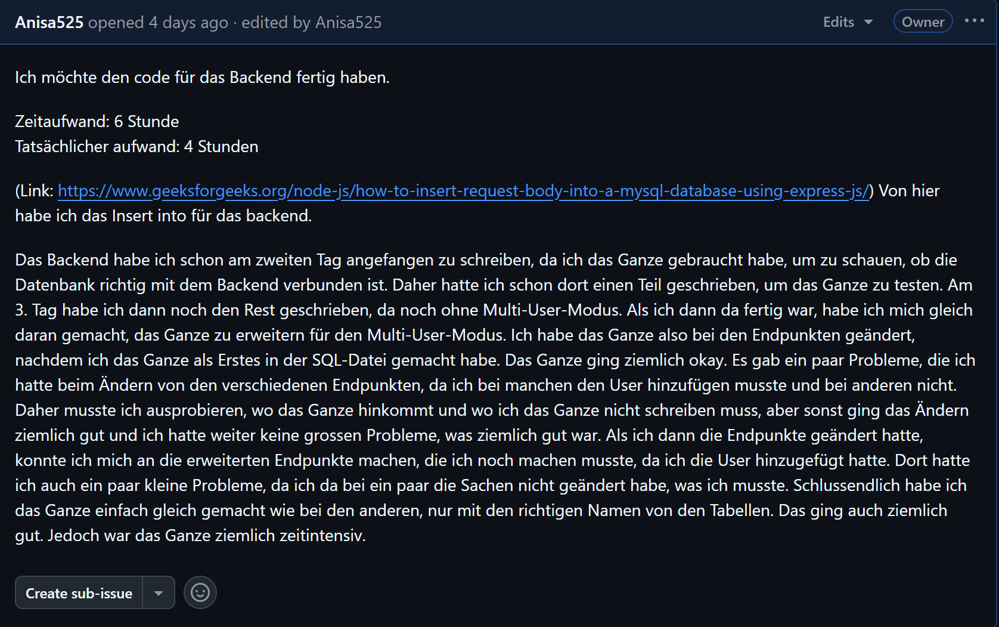 Anisa525 opened 4 days ago · edited by Anisa525 Edits Owner
Ich möchte den code für das Backend fertig haben.
Zeitaufwand: 6 Stunde
Tatsächlicher aufwand: 4 Stunden
(Link: https://www.geeksforgeeks.org/node-js/how-to-insert-request-body-into-a-mysql-database-using-express-js/) Von hier
habe ich das Insert into für das backend.
Das Backend habe ich schon am zweiten Tag angefangen zu schreiben, da ich das Ganze gebraucht habe, um zu schauen, ob die
Datenbank richtig mit dem Backend verbunden ist. Daher hatte ich schon dort einen Teil geschrieben, um das Ganze zu testen. Am
3. Tag habe ich dann noch den Rest geschrieben, da noch ohne Multi-User-Modus. Als ich dann da fertig war, habe ich mich gleich
daran gemacht, das Ganze zu erweitern für den Multi-User-Modus. Ich habe das Ganze also bei den Endpunkten geändert,
nachdem ich das Ganze als Erstes in der SQL-Datei gemacht habe. Das Ganze ging ziemlich okay. Es gab ein paar Probleme, die ich
hatte beim Ändern von den verschiedenen Endpunkten, da ich bei manchen den User hinzufügen musste und bei anderen nicht.
Daher musste ich ausprobieren, wo das Ganze hinkommt und wo ich das Ganze nicht schreiben muss, aber sonst ging das Ändern
ziemlich gut und ich hatte weiter keine grossen Probleme, was ziemlich gut war. Als ich dann die Endpunkte geändert hatte,
konnte ich mich an die erweiterten Endpunkte machen, die ich noch machen musste, da ich die User hinzugefügt hatte. Dort hatte
ich auch ein paar kleine Probleme, da ich da bei ein paar die Sachen nicht geändert habe, was ich musste. Schlussendlich habe ich
das Ganze einfach gleich gemacht wie bei den anderen, nur mit den richtigen Namen von den Tabellen. Das ging auch ziemlich
gut. Jedoch war das Ganze ziemlich zeitintensiv.
Create sub-issue